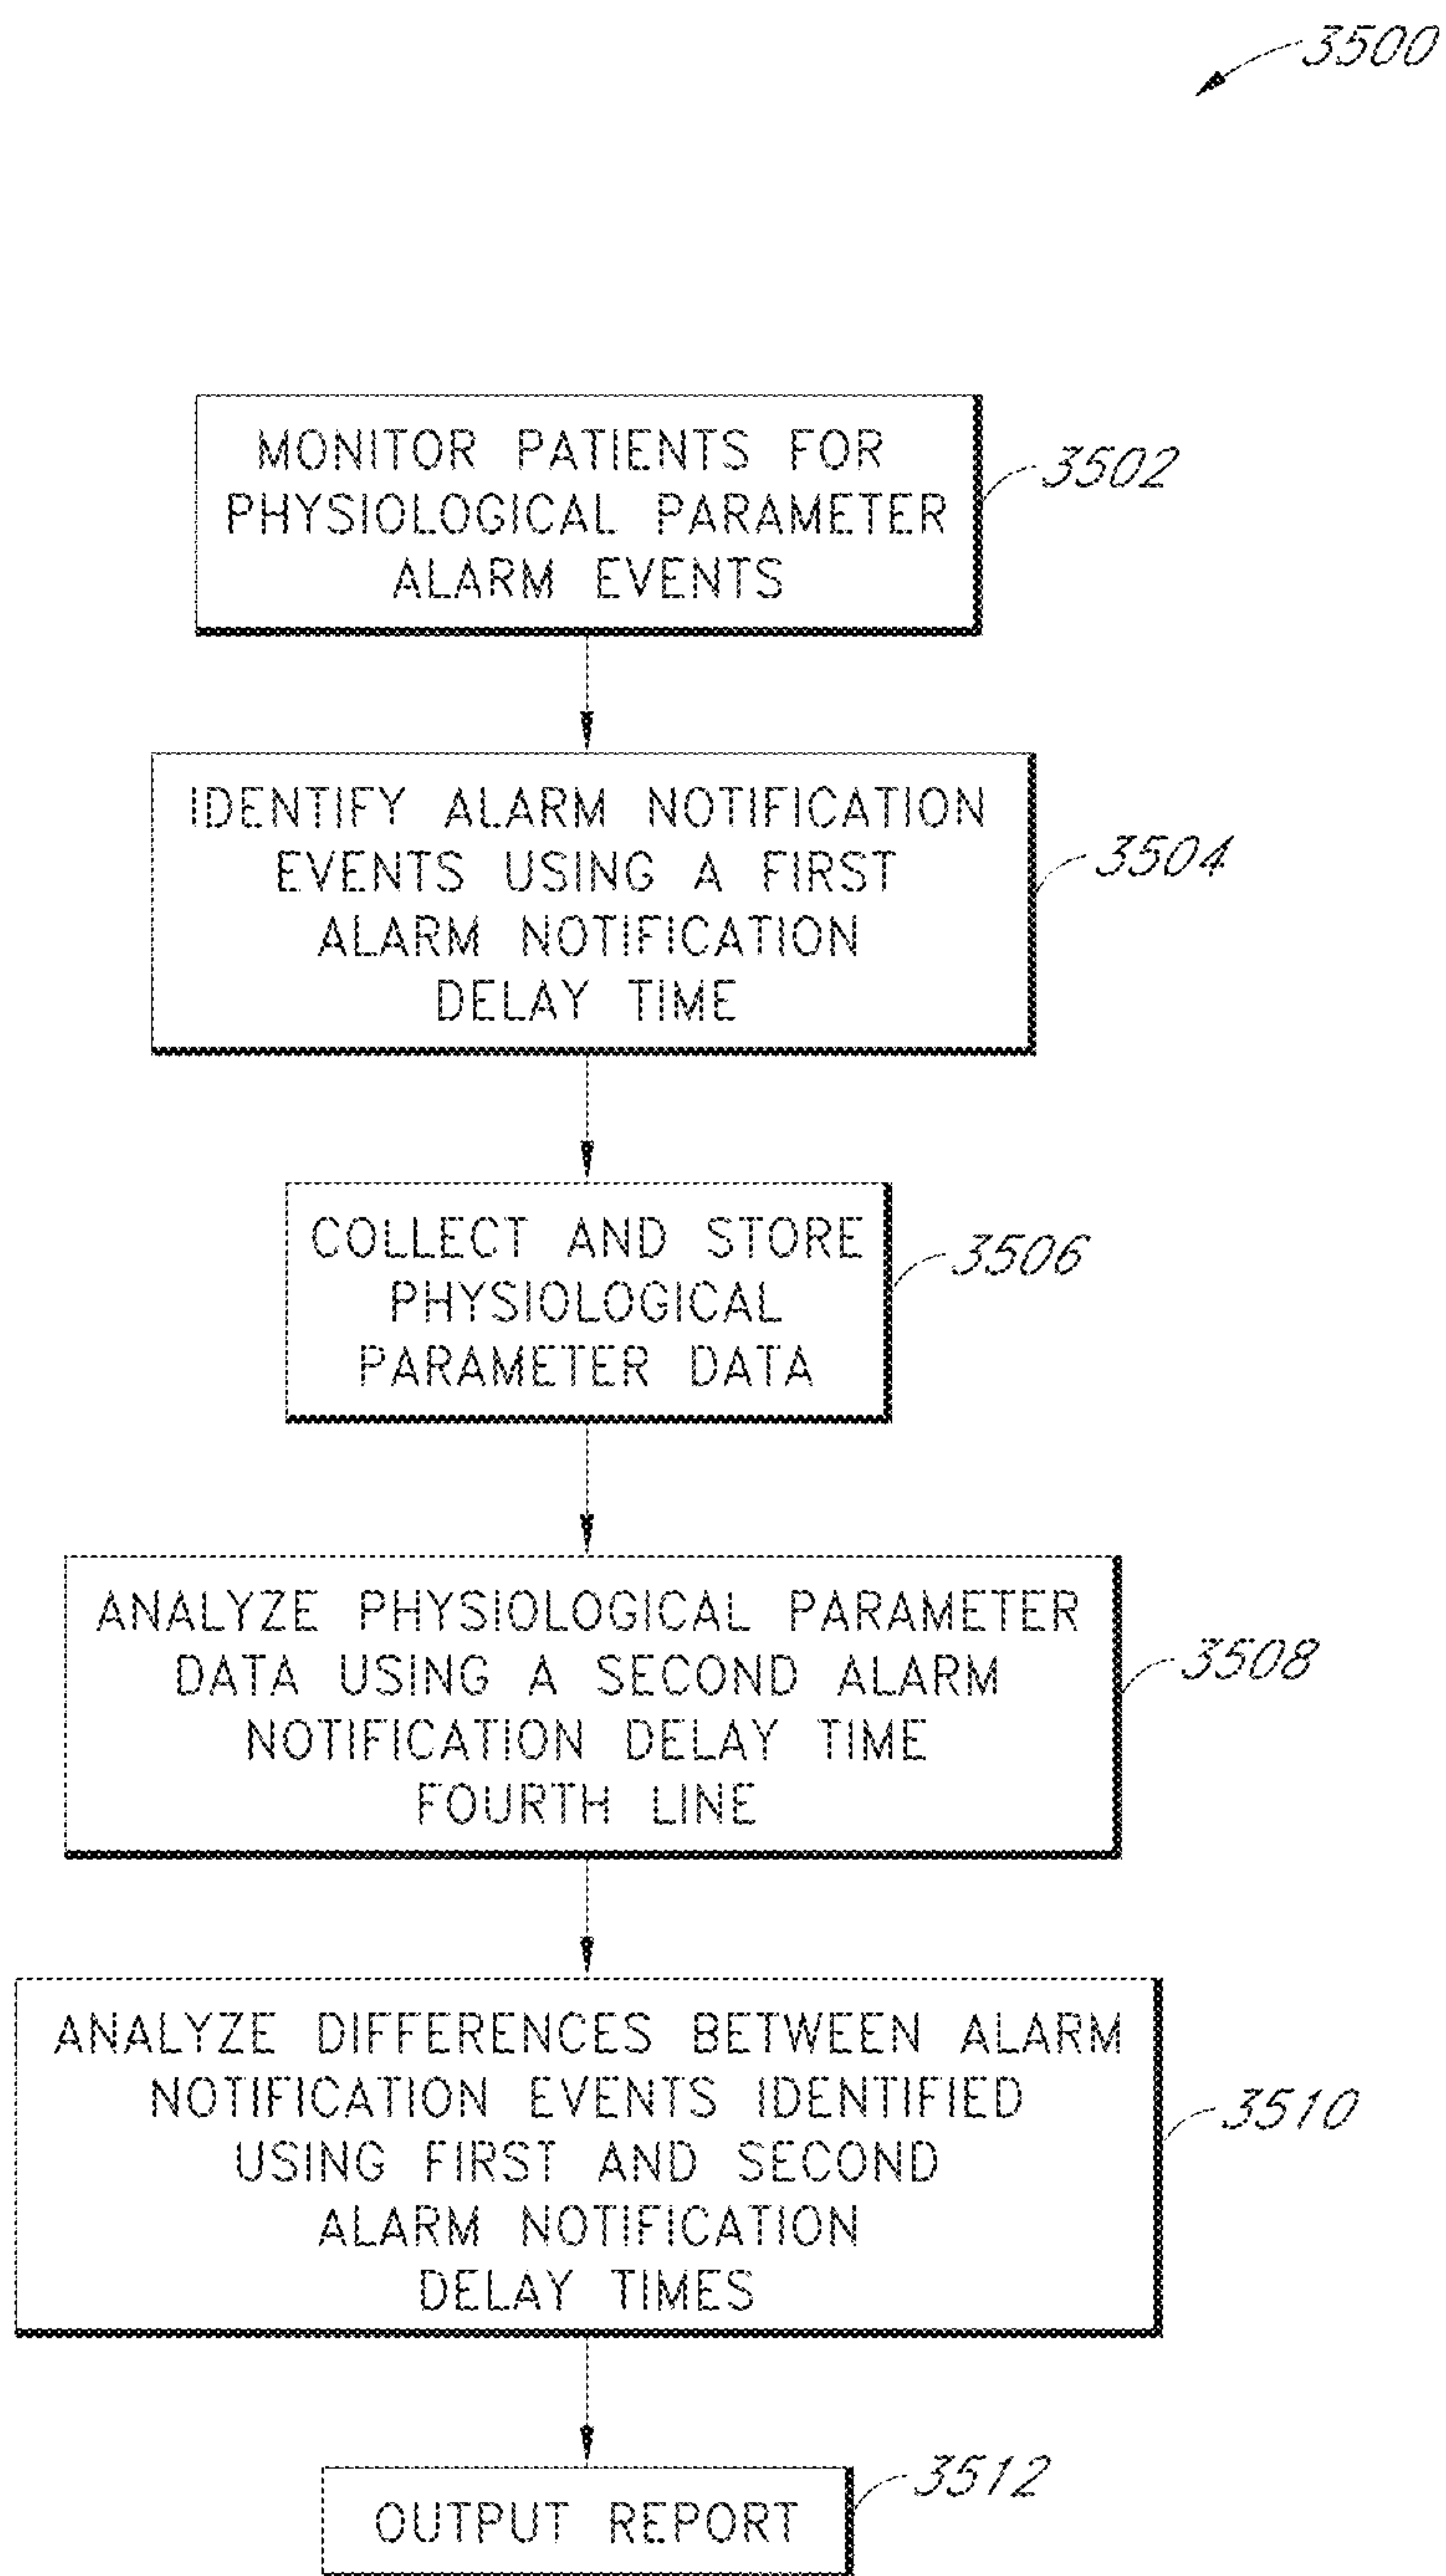 3500
MONITOR PATIENTS FOR
PHYSIOLOGICAL PARAMETER
ALARM EVENTS
3502
IDENTIFY ALARM NOTIFICATION
EVENTS USING A FIRST
ALARM NOTIFICATION
DELAY TIME
3504
COLLECT AND STORE
PHYSIOLOGICAL
PARAMETER DATA
3506
ANALYZE PHYSIOLOGICAL PARAMETER
DATA USING A SECOND ALARM
NOTIFICATION DELAY TIME
FOURTH LINE
3508
ANALYZE DIFFERENCES BETWEEN ALARM
NOTIFICATION EVENTS IDENTIFIED
USING FIRST AND SECOND
ALARM NOTIFICATION
DELAY TIMES
3510
OUTPUT REPORT
3512